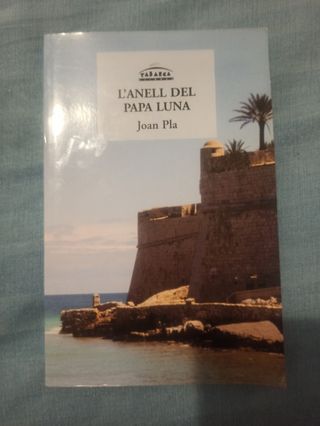 TABARCA
L'ANELL DEL
PAPA LUNA
Joan Pla